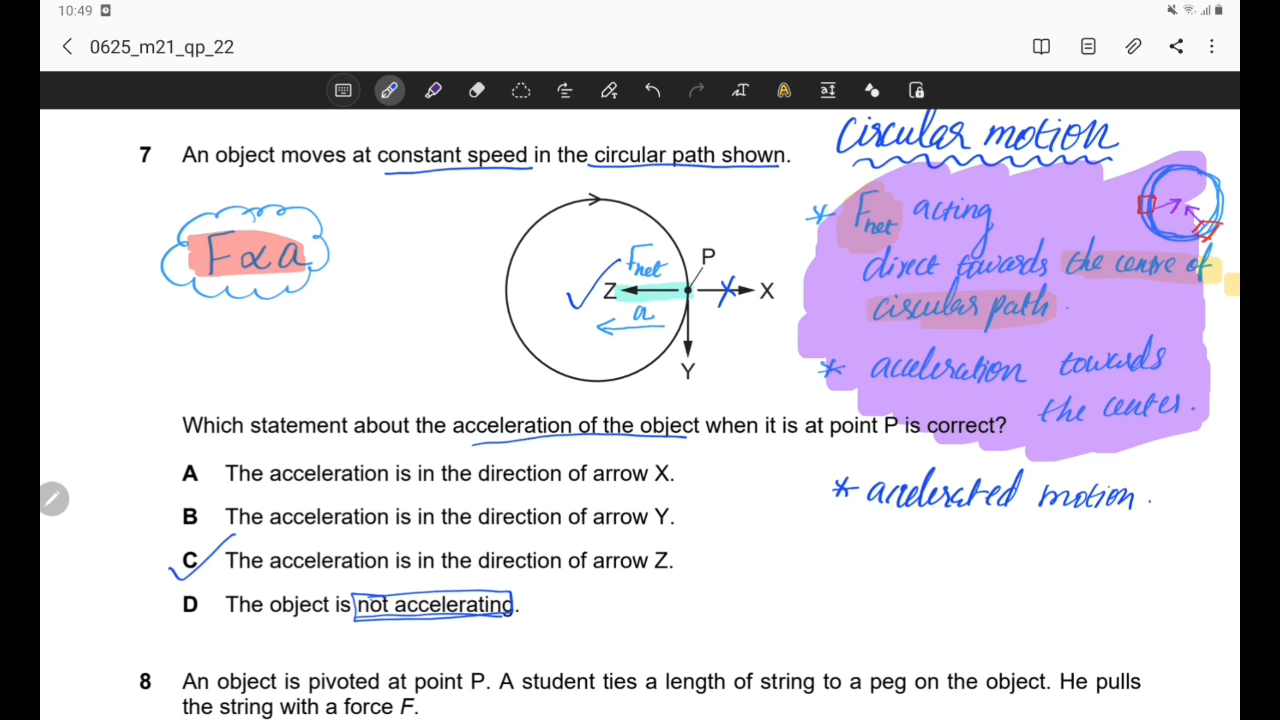 10:49
0625_m21_qp_22
circular motion
7 An object moves at constant speed in the circular path shown.
F ∝ a
* Fnet acting
direct towards the centre of
circular path.
* acceleration towards
the center.
* accelerated motion.
Fnet
P
Z
X
a
Y
Which statement about the acceleration of the object when it is at point P is correct?
A The acceleration is in the direction of arrow X.
B The acceleration is in the direction of arrow Y.
C The acceleration is in the direction of arrow Z.
D The object is not accelerating.
8 An object is pivoted at point P. A student ties a length of string to a peg on the object. He pulls
the string with a force F.